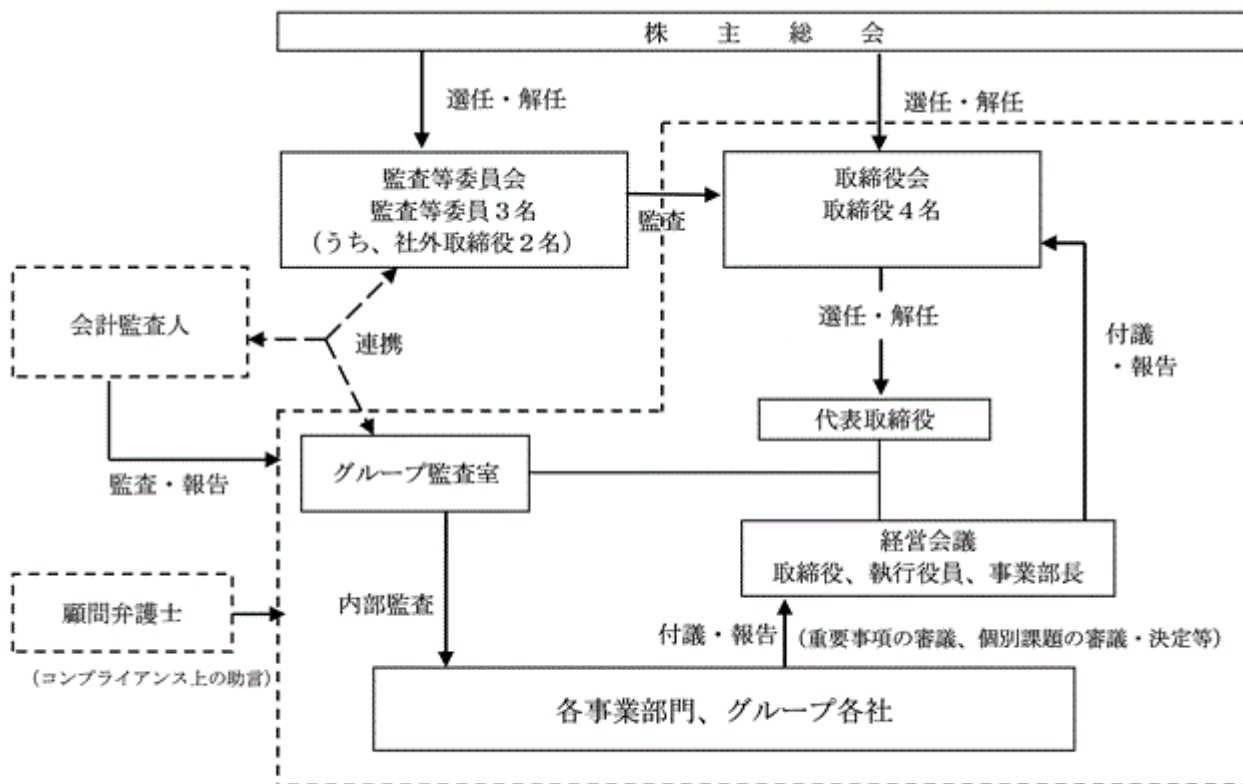 株主総会
選任・解任
選任・解任
監査等委員会
監査等委員３名
（うち、社外取締役２名）
監査
取締役会
取締役４名
会計監査人
連携
選任・解任
付議
・報告
代表取締役
グループ監査室
監査・報告
経営会議
取締役、執行役員、事業部長
顧問弁護士
（コンプライアンス上の助言）
内部監査
付議・報告
（重要事項の審議、個別課題の審議・決定等）
各事業部門、グループ各社